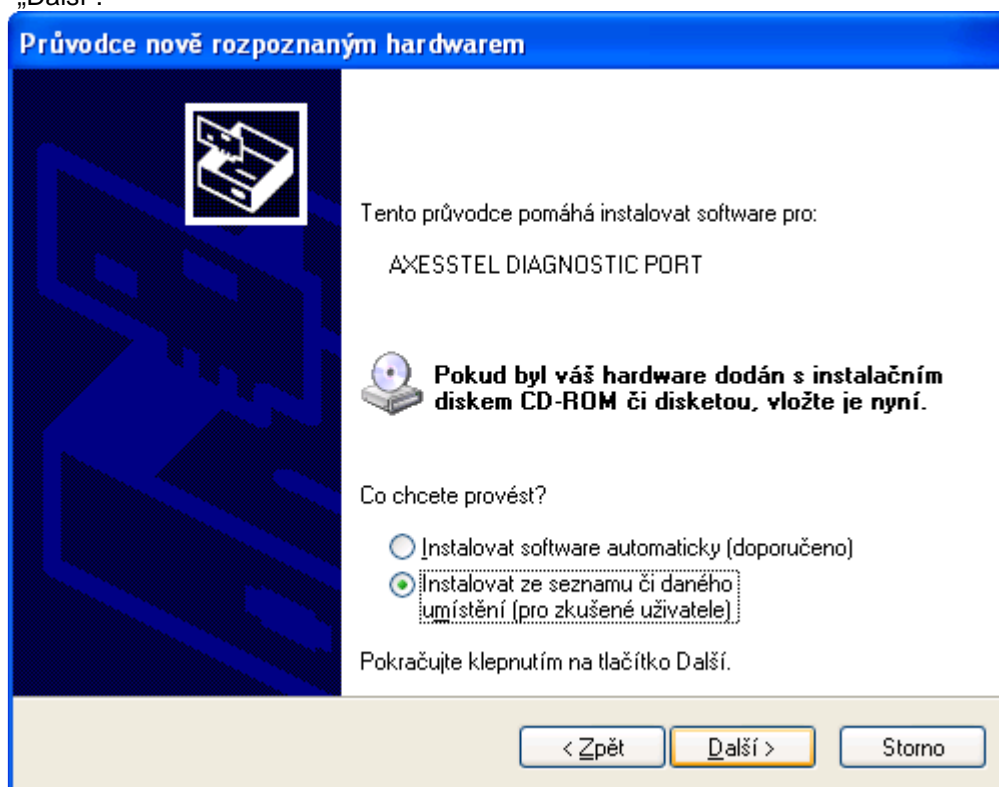 „Další“.
Průvodce nově rozpoznaným hardwarem
Tento průvodce pomáhá instalovat software pro:
AXESSTEL DIAGNOSTIC PORT
Pokud byl váš hardware dodán s instalačním
diskem CD-ROM či disketou, vložte je nyní.
Co chcete provést?
Instalovat software automaticky (doporučeno)
Instalovat ze seznamu či daného
umístění (pro zkušené uživatele)
Pokračujte klepnutím na tlačítko Další.
< Zpět
Další >
Storno